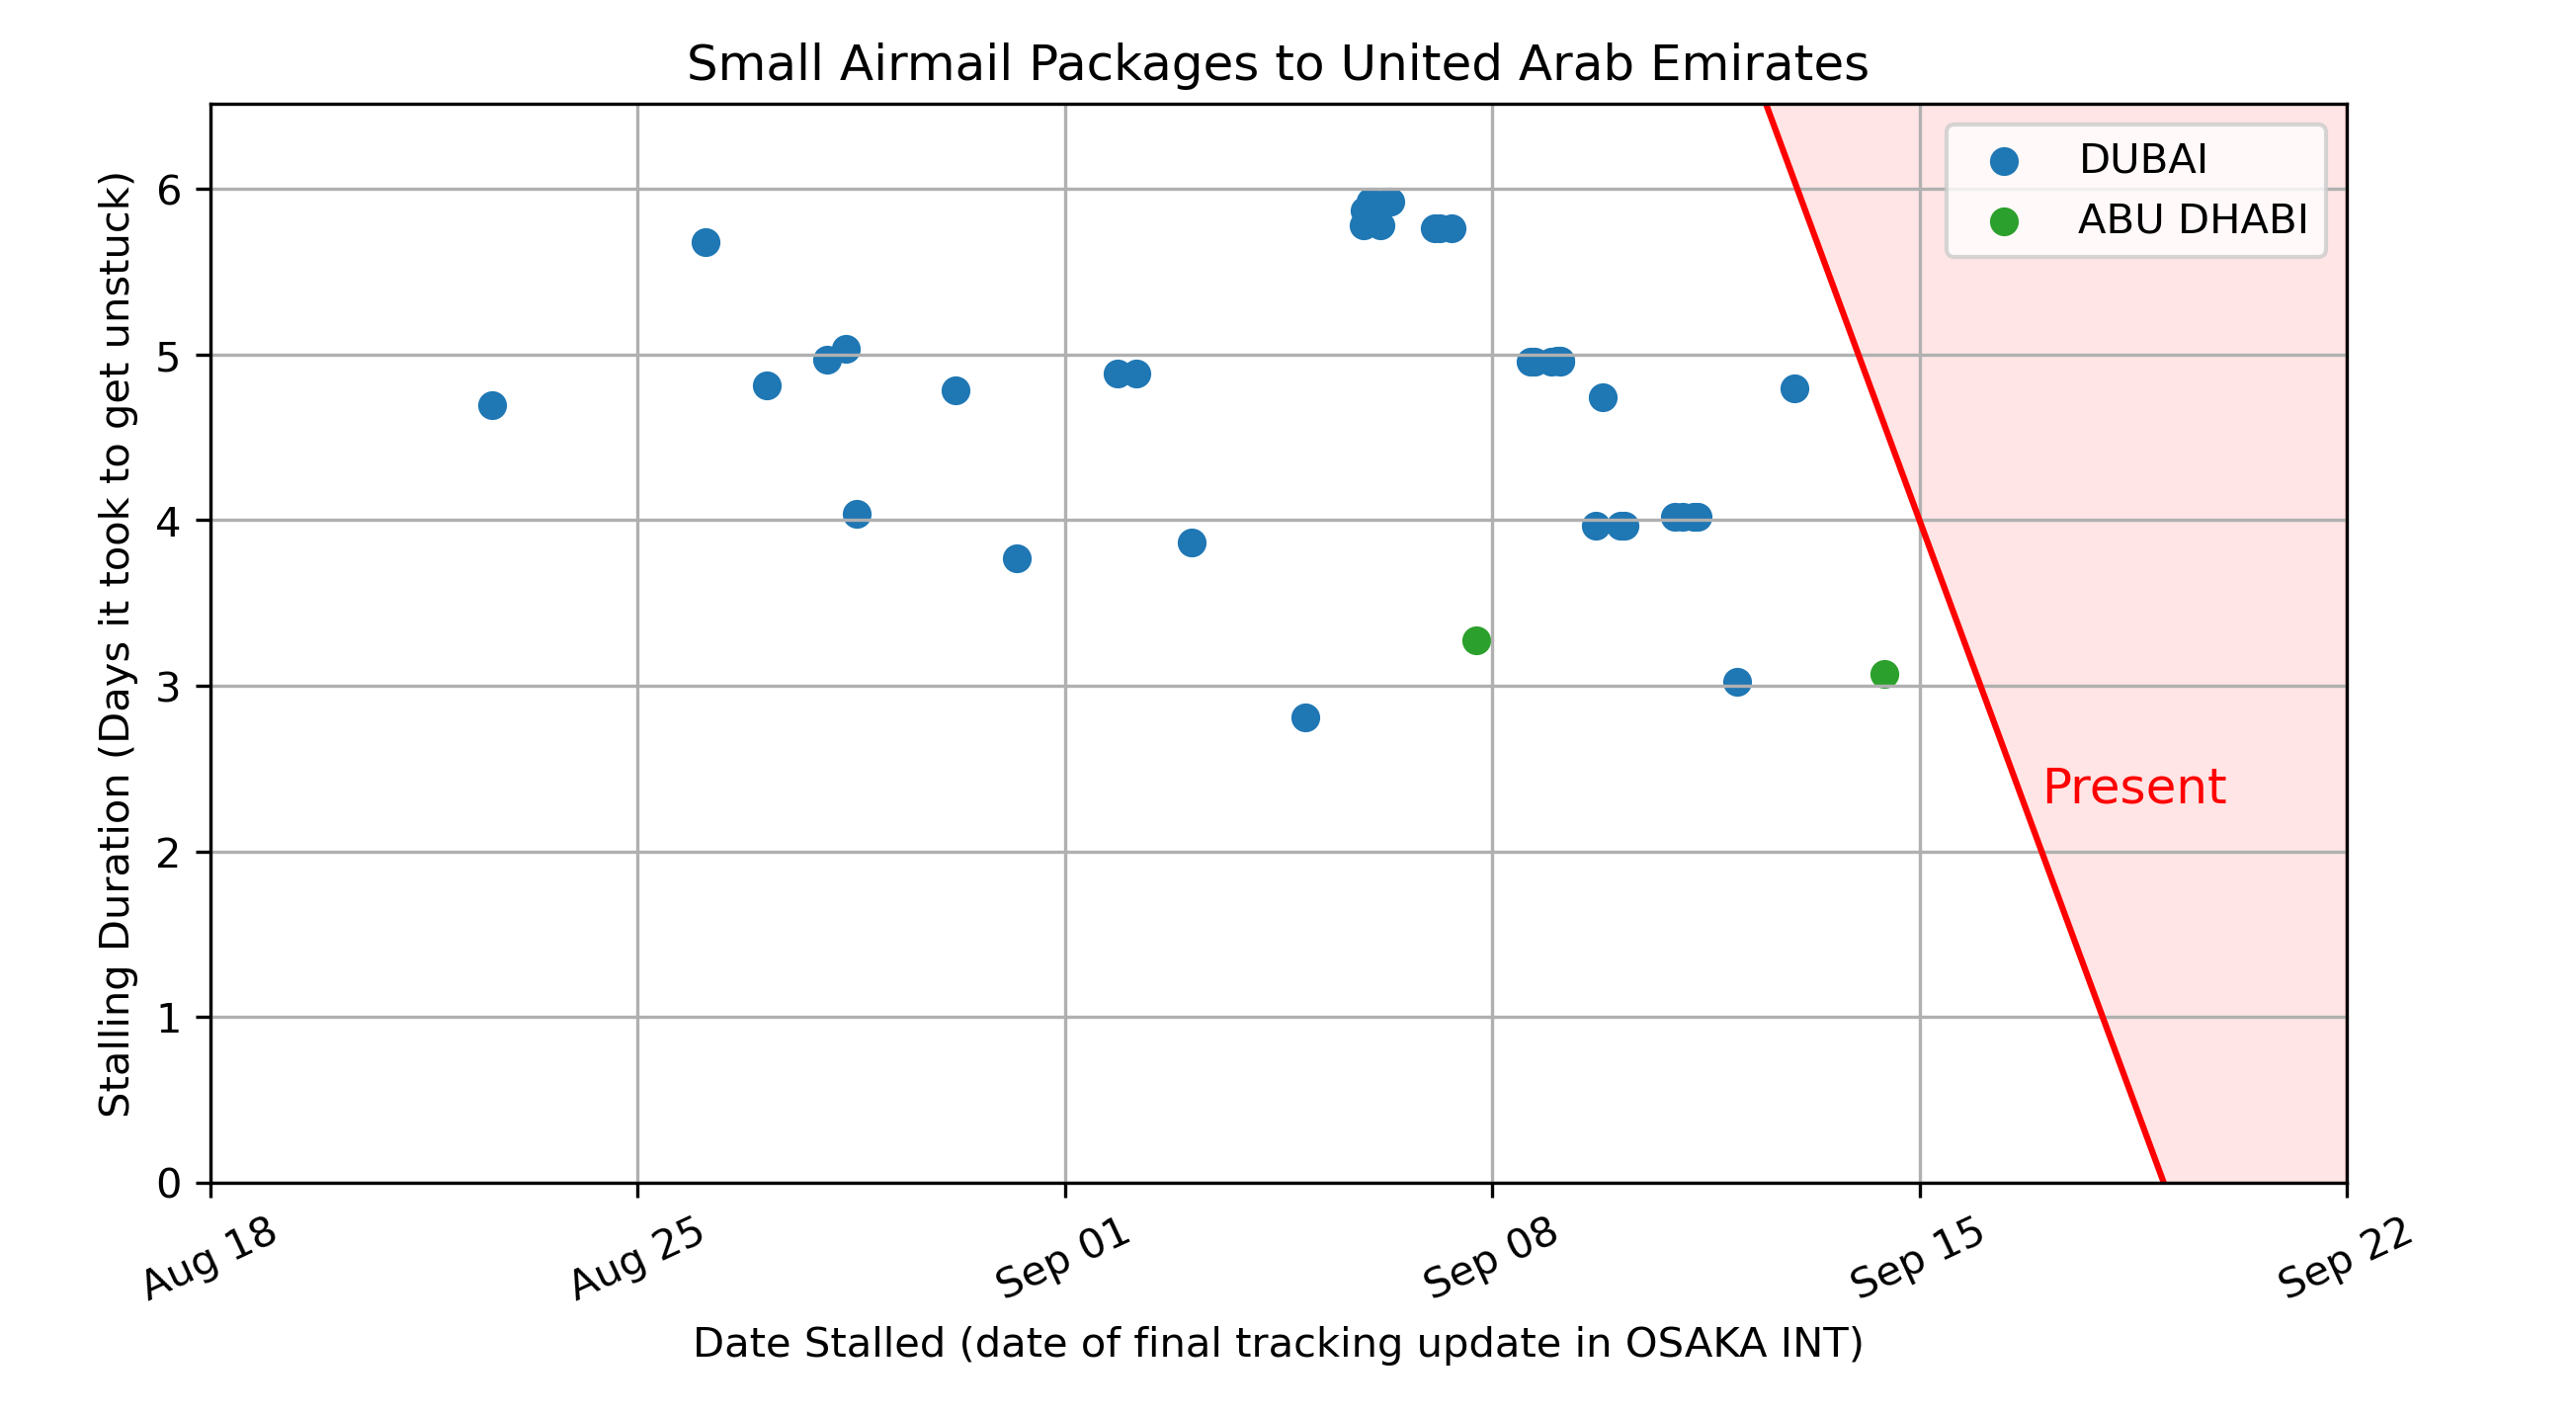 Small Airmail Packages to United Arab Emirates
DUBAI
ABU DHABI
Present
Stalling Duration (Days it took to get unstuck)
6
5
4
3
2
1
0
Aug 18
Aug 25
Sep 01
Sep 08
Sep 15
Sep 22
Date Stalled (date of final tracking update in OSAKA INT)